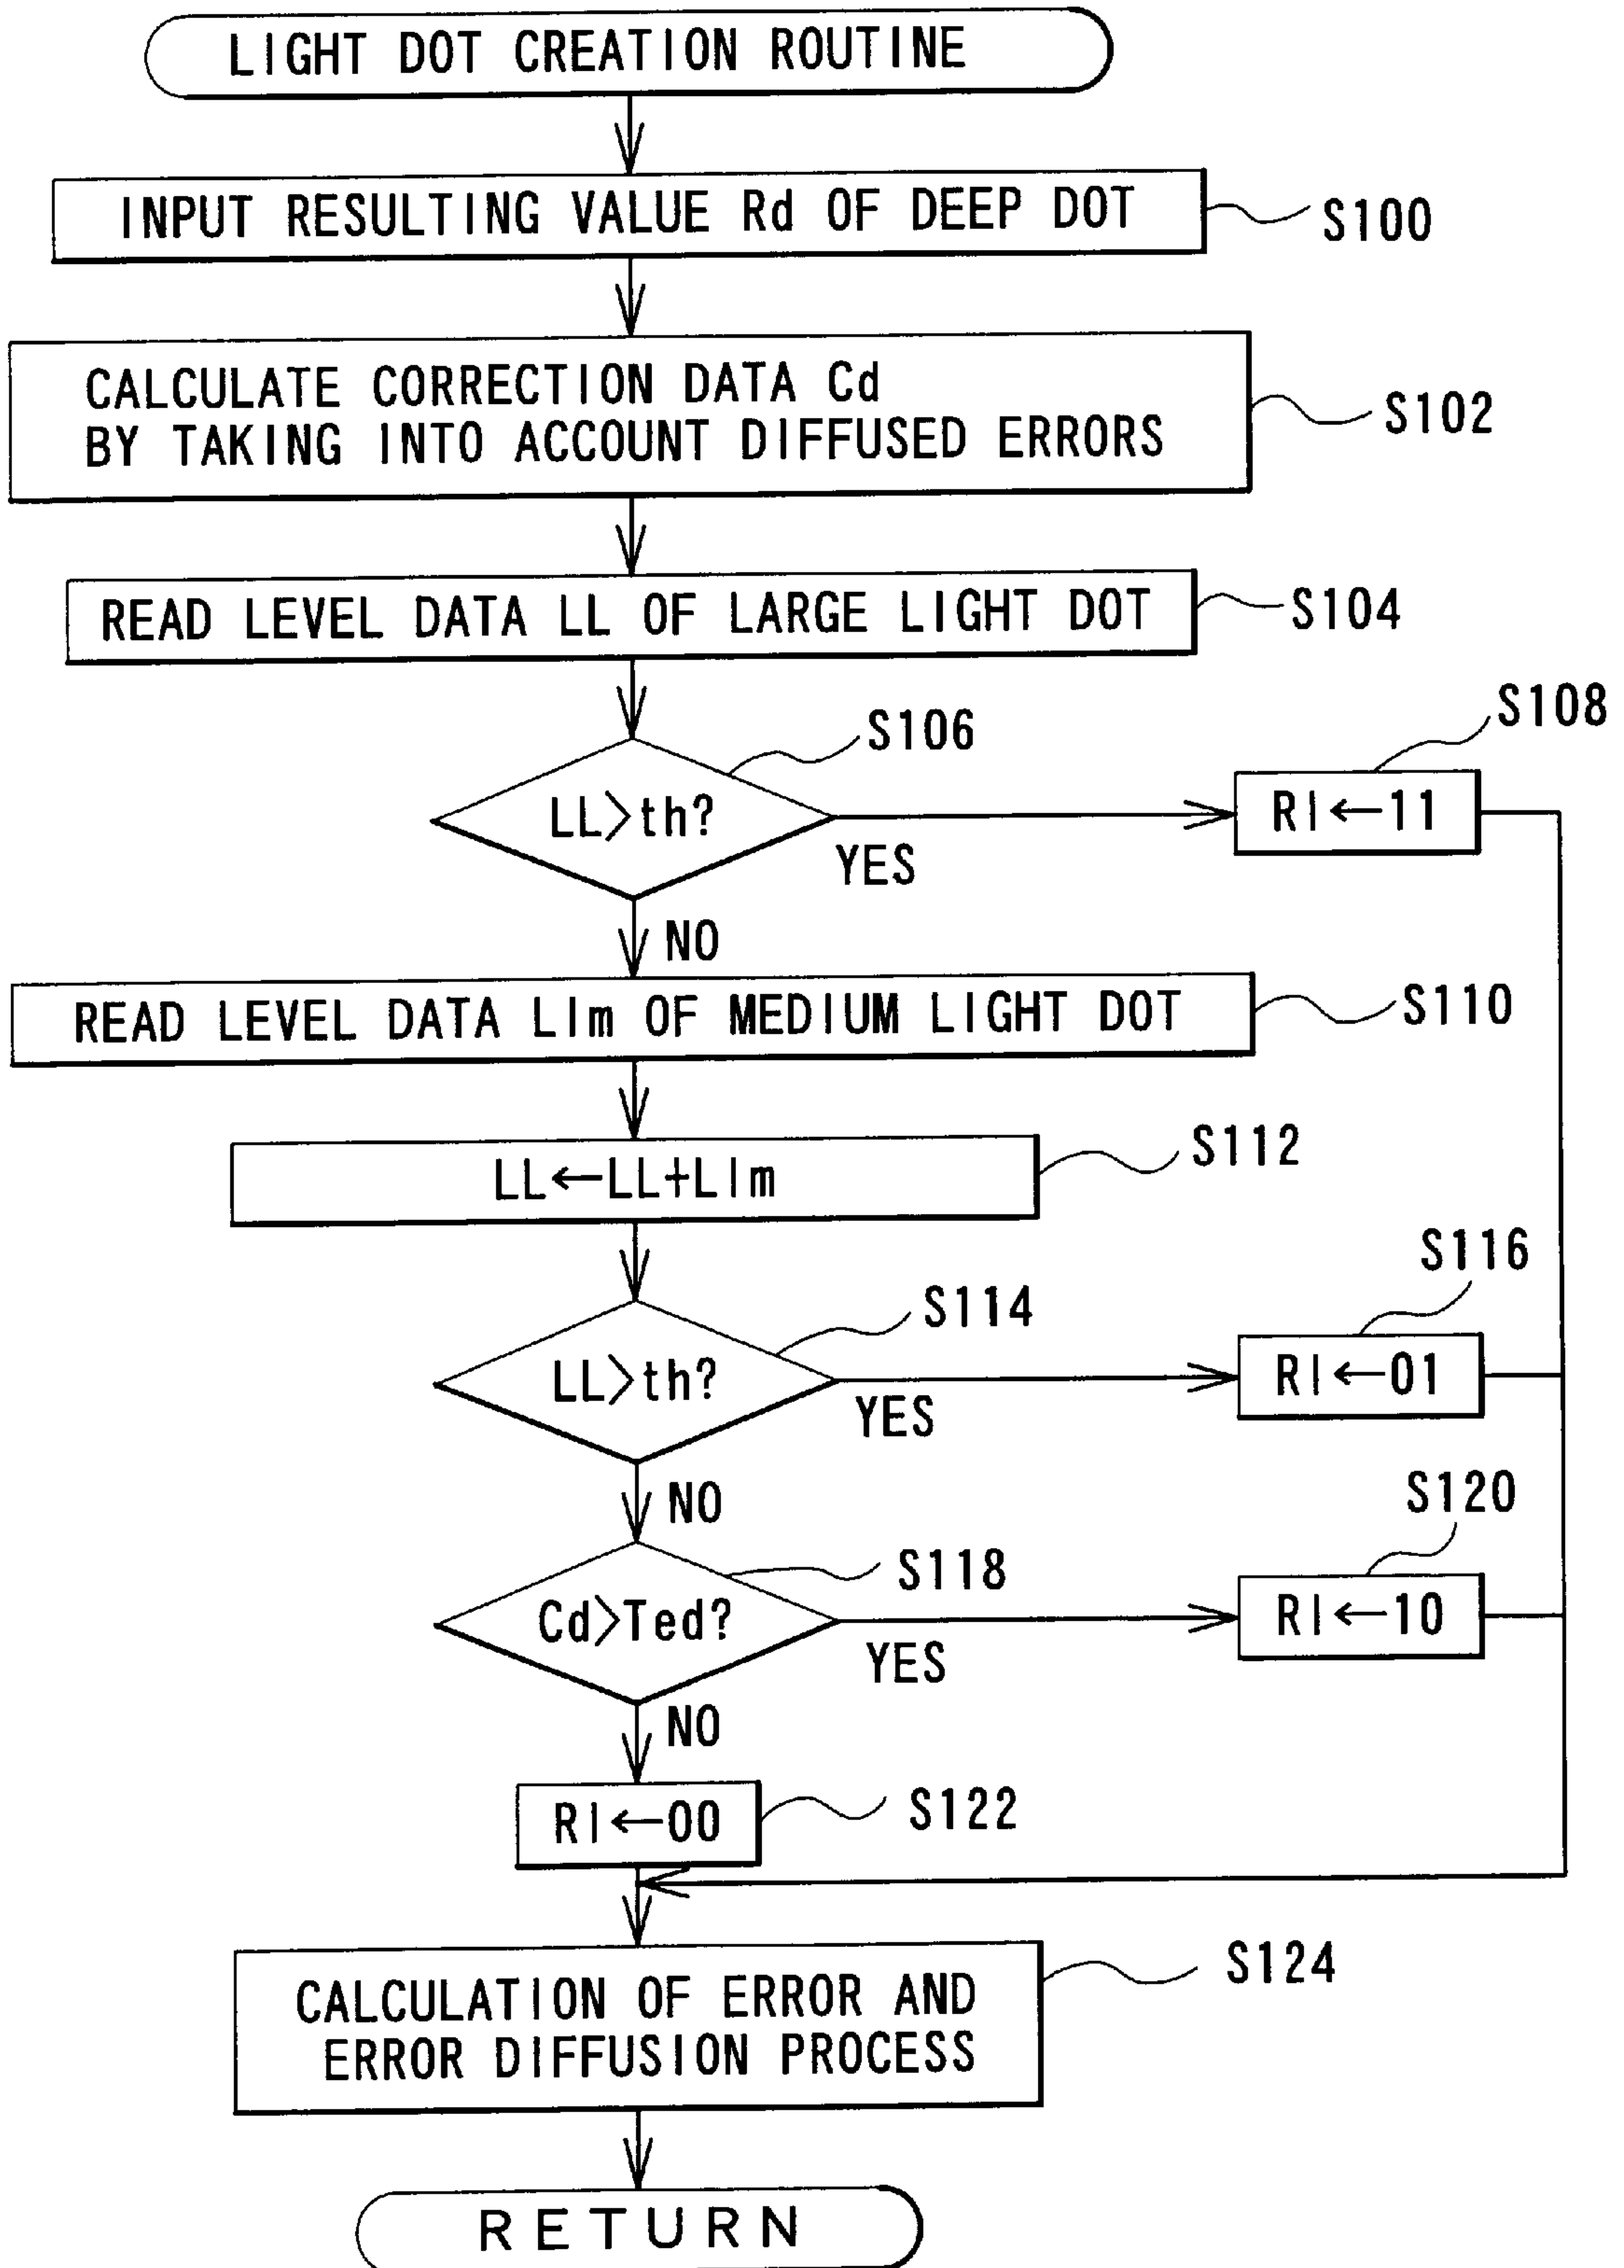 LIGHT DOT CREATION ROUTINE
INPUT RESULTING VALUE Rd OF DEEP DOT
S100
CALCULATE CORRECTION DATA Cd
BY TAKING INTO ACCOUNT DIFFUSED ERRORS
S102
READ LEVEL DATA LL OF LARGE LIGHT DOT
S104
S106
LL>th?
YES
S108
Rl←11
NO
READ LEVEL DATA Llm OF MEDIUM LIGHT DOT
S110
LL←LL+Llm
S112
S114
LL>th?
YES
S116
Rl←01
NO
S118
Cd>Ted?
YES
S120
Rl←10
NO
Rl←00
S122
CALCULATION OF ERROR AND
ERROR DIFFUSION PROCESS
S124
RETURN